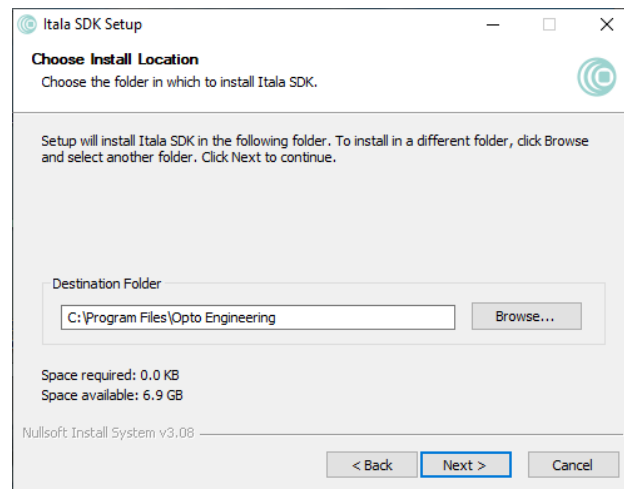 Itala SDK Setup
Choose Install Location
Choose the folder in which to install Itala SDK.
Setup will install Itala SDK in the following folder. To install in a different folder, click Browse
and select another folder. Click Next to continue.
Destination Folder
C:\Program Files\Opto Engineering
Browse...
Space required: 0.0 KB
Space available: 6.9 GB
Nullsoft Install System v3.08
< Back
Next >
Cancel